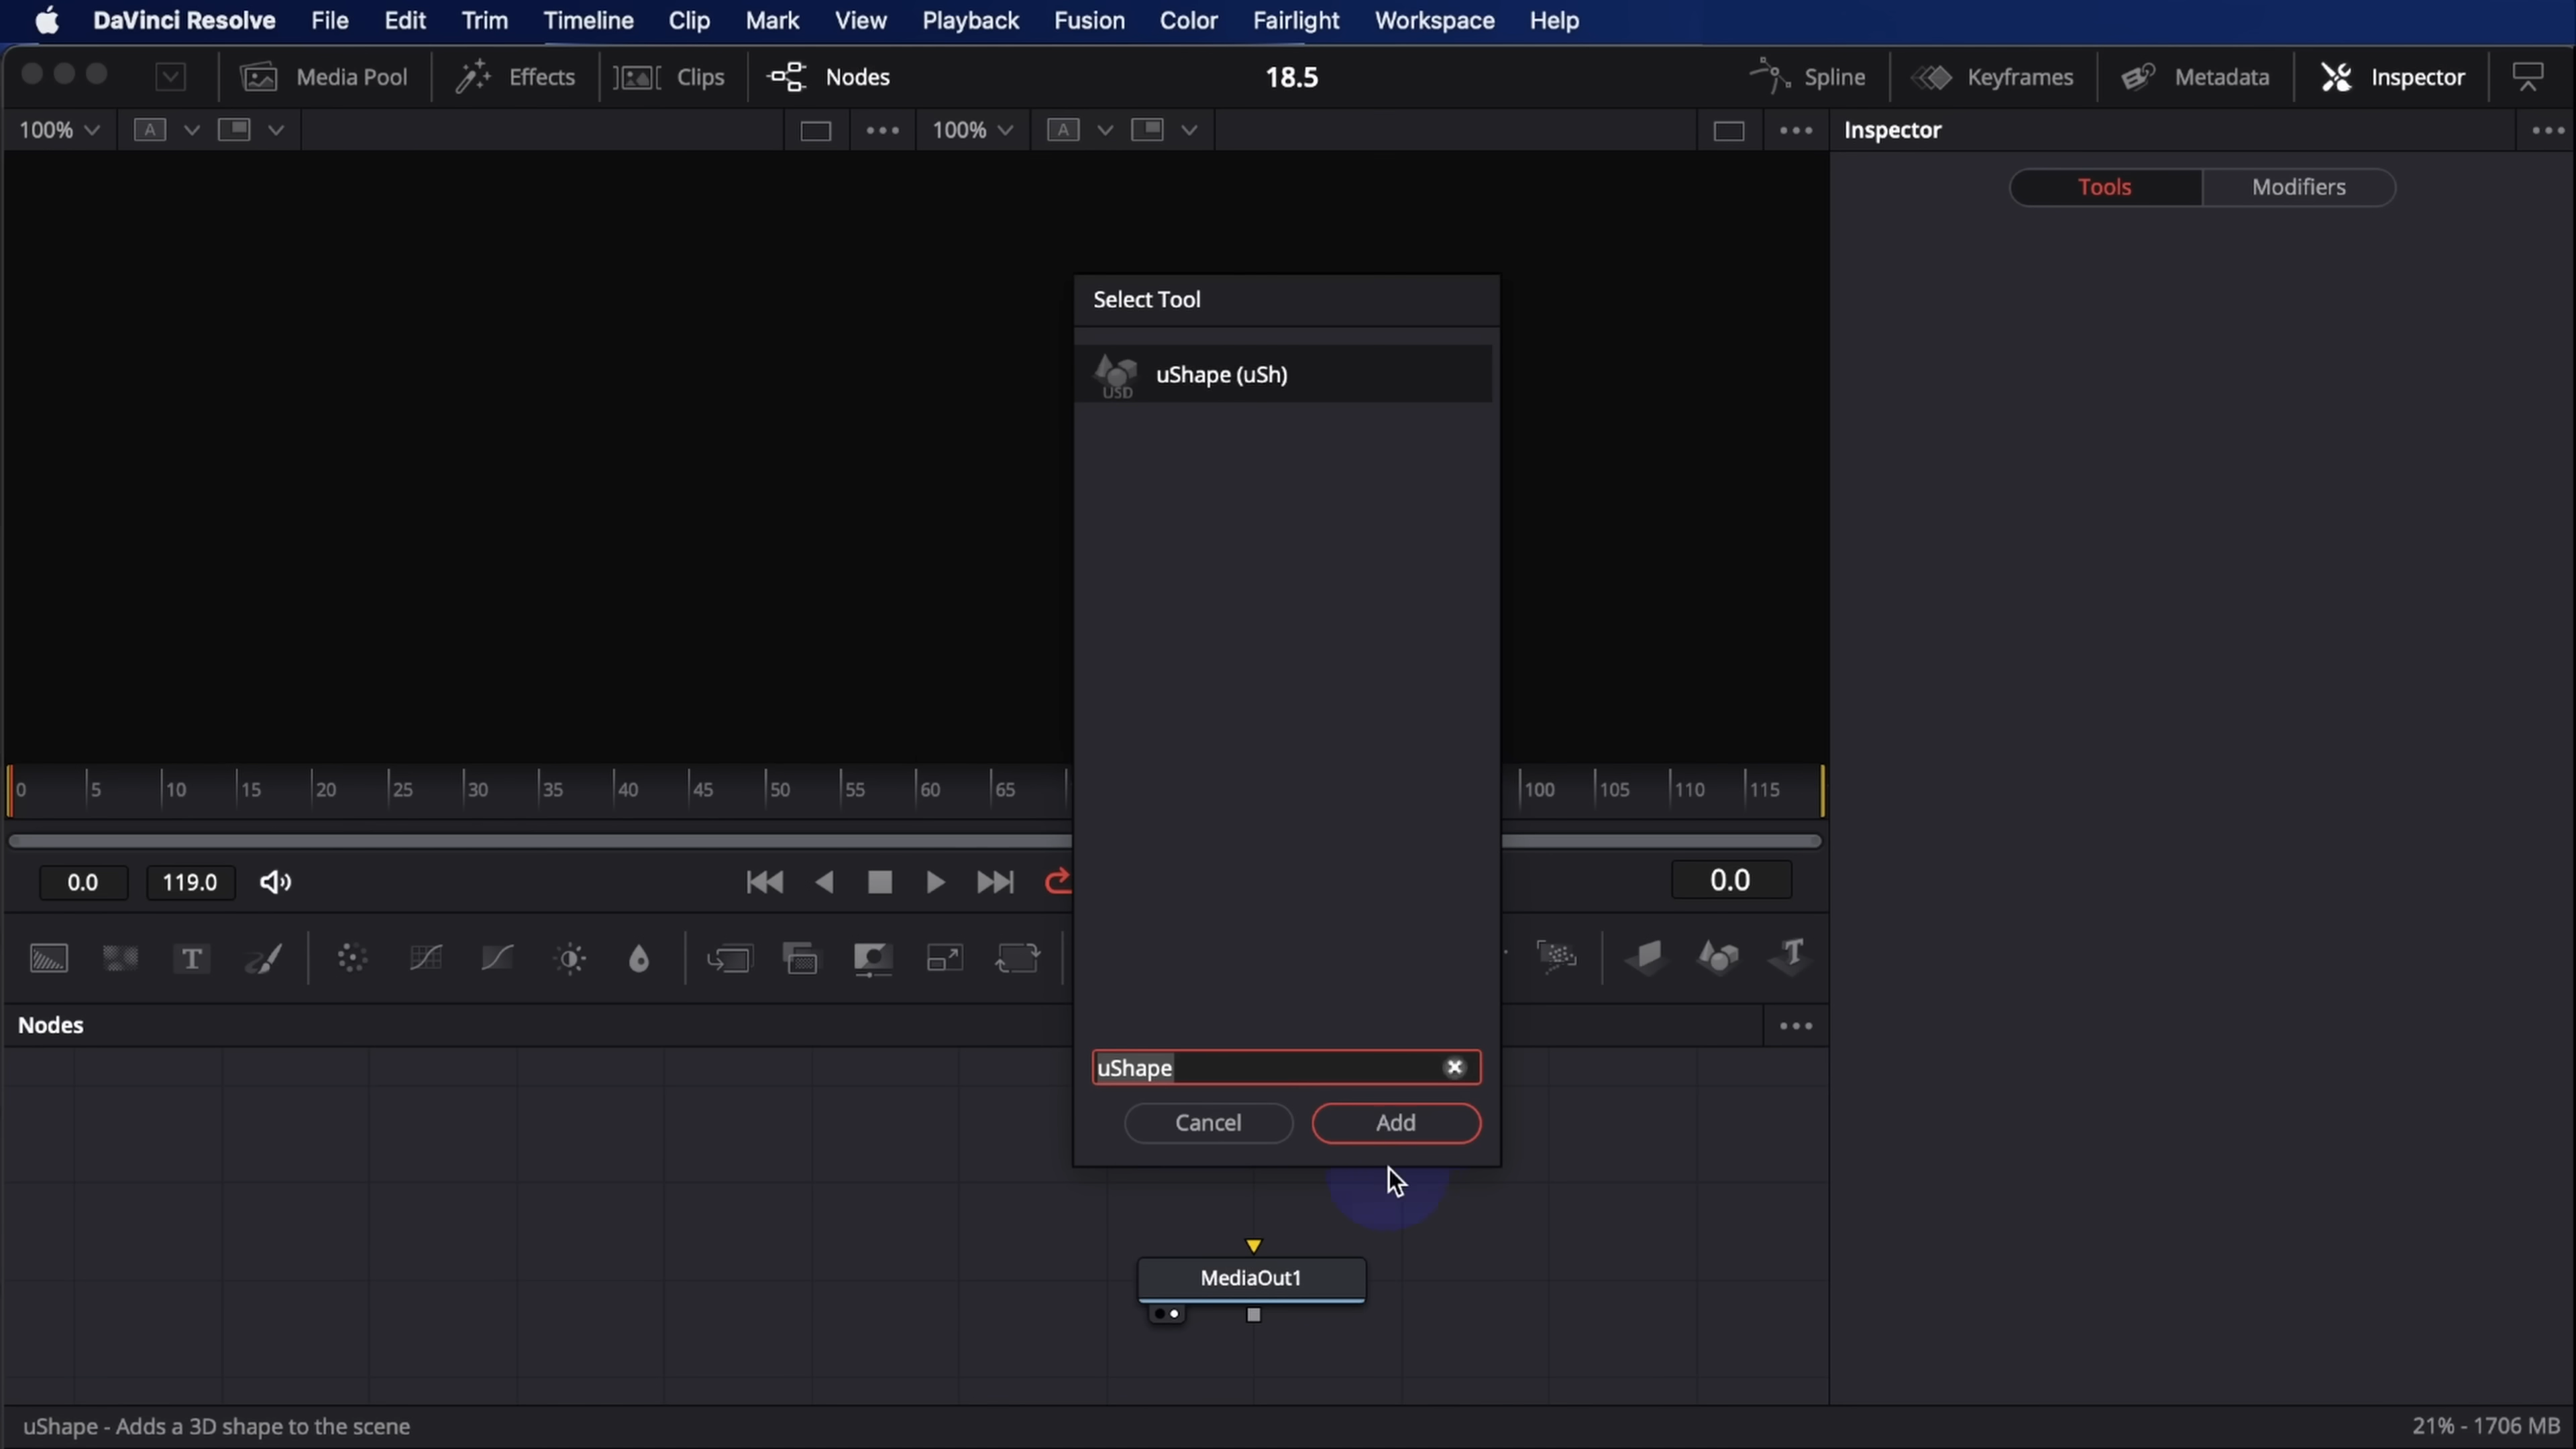 DaVinci Resolve File Edit Trim Timeline Clip Mark View Playback Fusion Color Fairlight Workspace Help
Media Pool Effects Clips Nodes 18.5 Spline Keyframes Metadata Inspector
100% A 100% A Inspector
Tools Modifiers
Select Tool
uShape (uSh)
USD
0 5 10 15 20 25 30 35 40 45 50 55 60 65 100 105 110 115
0.0 119.0 0.0
T T
Nodes
uShape
Cancel Add
MediaOut1
uShape - Adds a 3D shape to the scene 21% - 1706 MB